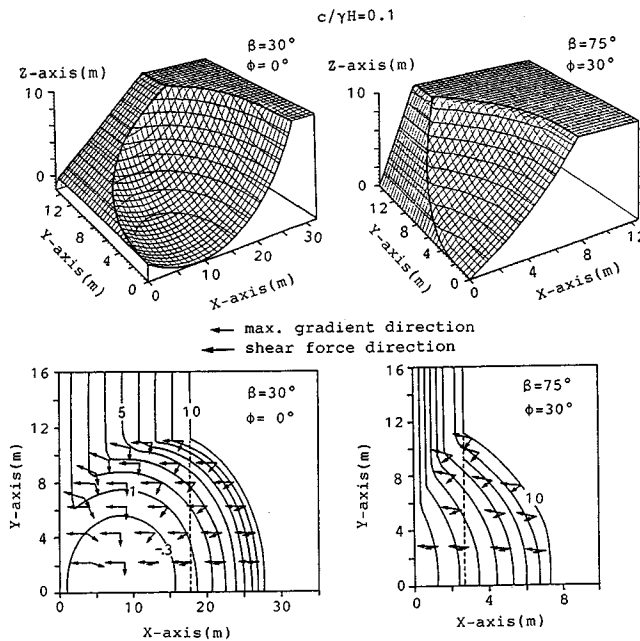 c/γH=0.1
β=30°
ϕ= 0°
Z-axis(m)
10
0
12
8
4
0
Y-axis(m)
0
10
20
30
X-axis(m)
β=75°
ϕ=30°
Z-axis(m)
10
0
12
8
4
0
Y-axis(m)
0
4
8
12
X-axis(m)
max. gradient direction
shear force direction
16
12
8
4
0
Y-axis(m)
5
10
β=30°
ϕ= 0°
1
-3
0
10
20
30
X-axis(m)
16
12
8
4
0
Y-axis(m)
β=75°
ϕ=30°
10
0
4
8
X-axis(m)